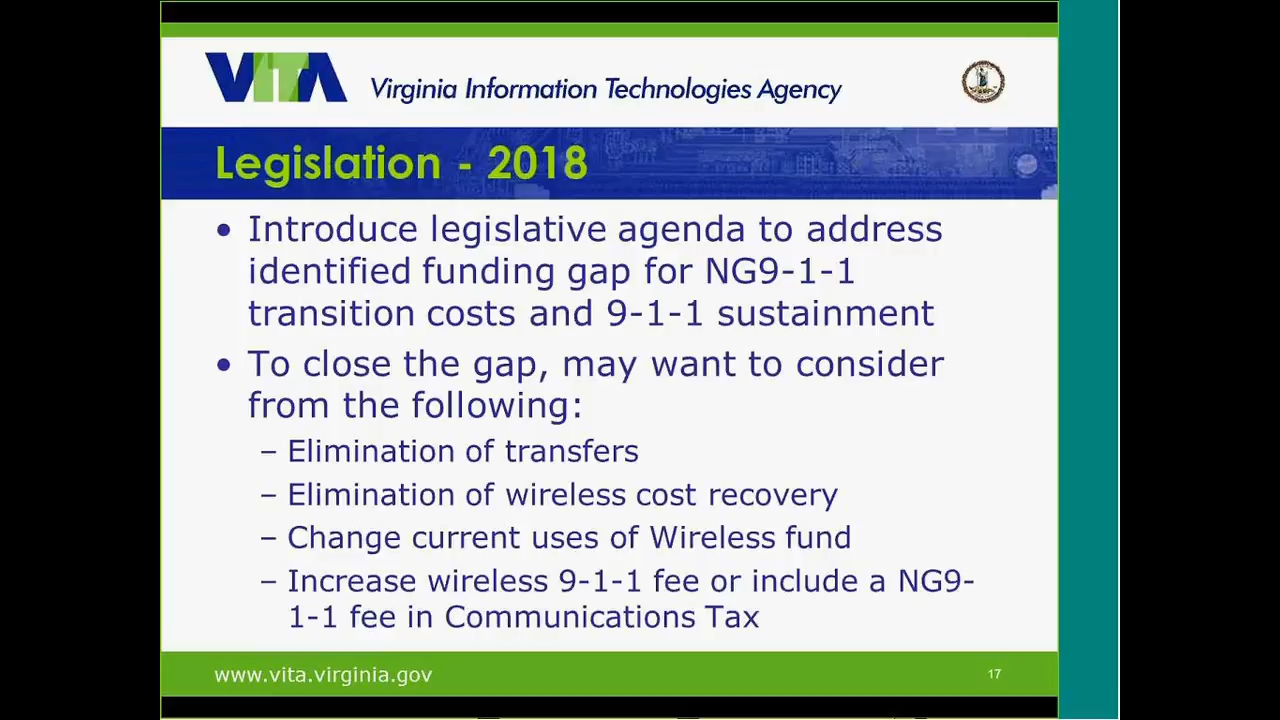 VITA
Virginia Information Technologies Agency
Legislation - 2018
• Introduce legislative agenda to address
identified funding gap for NG9-1-1
transition costs and 9-1-1 sustainment
• To close the gap, may want to consider
from the following:
– Elimination of transfers
– Elimination of wireless cost recovery
– Change current uses of Wireless fund
– Increase wireless 9-1-1 fee or include a NG9-
1-1 fee in Communications Tax
www.vita.virginia.gov
17